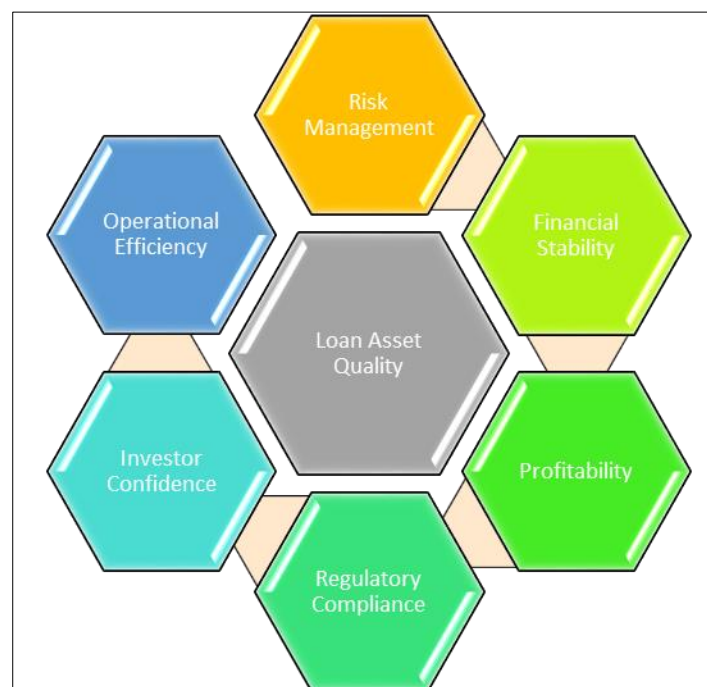 Risk
Management
Financial
Stability
Profitability
Regulatory
Compliance
Investor
Confidence
Operational
Efficiency
Loan Asset
Quality